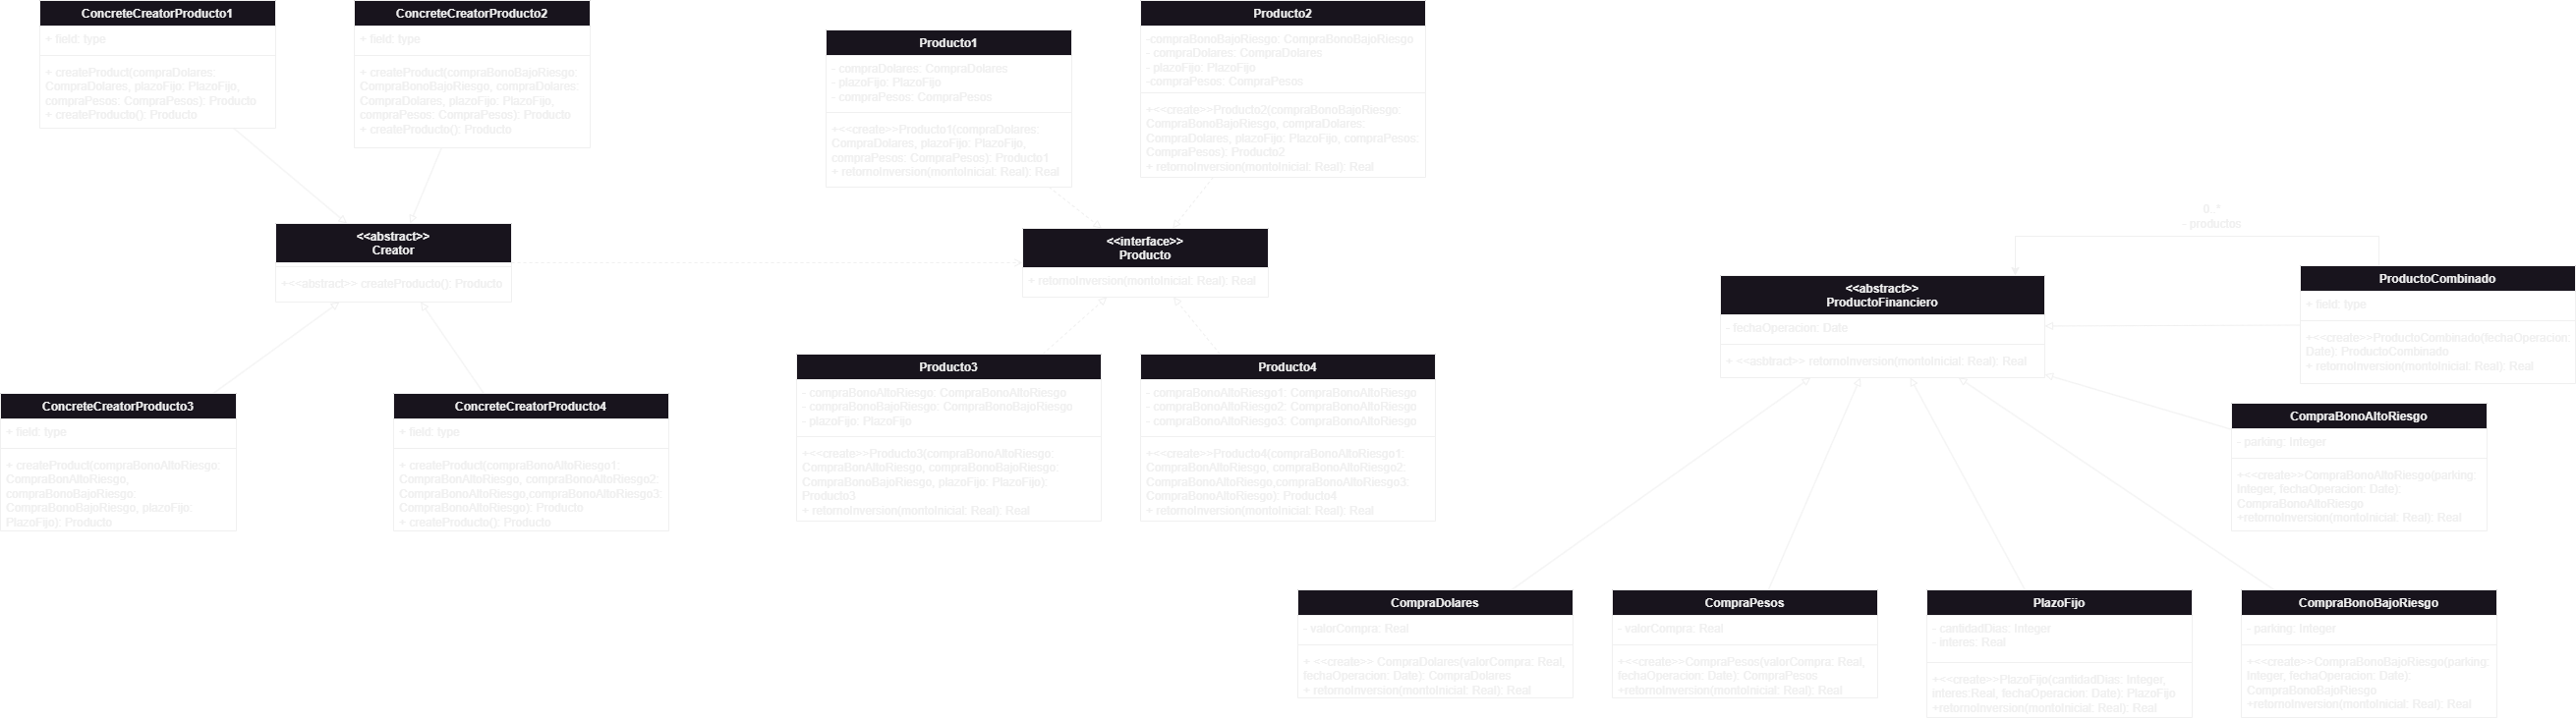 ConcreteCreatorProducto1
+ field: type
+ createProduct(compraDolares:
CompraDolares, plazoFijo: PlazoFijo,
compraPesos: CompraPesos): Producto
+ createProducto(): Producto
ConcreteCreatorProducto2
+ field: type
+ createProduct(compraBonoBajoRiesgo:
CompraBonoBajoRiesgo, compraDolares:
CompraDolares, plazoFijo: PlazoFijo,
compraPesos: CompraPesos): Producto
+ createProducto(): Producto
Producto1
- compraDolares: CompraDolares
- plazoFijo: PlazoFijo
- compraPesos: CompraPesos
+<<create>>Producto1(compraDolares:
CompraDolares, plazoFijo: PlazoFijo,
compraPesos: CompraPesos): Producto1
+ retornoInversion(montoInicial: Real): Real
Producto2
-compraBonoBajoRiesgo: CompraBonoBajoRiesgo
- compraDolares: CompraDolares
- plazoFijo: PlazoFijo
-compraPesos: CompraPesos
+<<create>>Producto2(compraBonoBajoRiesgo:
CompraBonoBajoRiesgo, compraDolares:
CompraDolares, plazoFijo: PlazoFijo, compraPesos:
CompraPesos): Producto2
+ retornoInversion(montoInicial: Real): Real
<<abstract>>
Creator
+<<abstract>> createProducto(): Producto
<<interface>>
Producto
+ retornoInversion(montoInicial: Real): Real
0..*
- productos
<<abstract>>
ProductoFinanciero
- fechaOperacion: Date
+ <<asbtract>> retornoInversion(montoInicial: Real): Real
ProductoCombinado
+ field: type
+<<create>>ProductoCombinado(fechaOperacion:
Date): ProductoCombinado
+ retornoInversion(montoInicial: Real): Real
ConcreteCreatorProducto3
+ field: type
+ createProduct(compraBonoAltoRiesgo:
CompraBonAltoRiesgo,
compraBonoBajoRiesgo:
CompraBonoBajoRiesgo, plazoFijo:
PlazoFijo): Producto
ConcreteCreatorProducto4
+ field: type
+ createProduct(compraBonoAltoRiesgo1:
CompraBonAltoRiesgo, compraBonoAltoRiesgo2:
CompraBonoAltoRiesgo,compraBonoAltoRiesgo3:
CompraBonoAltoRiesgo): Producto
+ createProducto(): Producto
Producto3
- compraBonoAltoRiesgo: CompraBonoAltoRiesgo
- compraBonoBajoRiesgo: CompraBonoBajoRiesgo
- plazoFijo: PlazoFijo
+<<create>>Producto3(compraBonoAltoRiesgo:
CompraBonAltoRiesgo, compraBonoBajoRiesgo:
CompraBonoBajoRiesgo, plazoFijo: PlazoFijo):
Producto3
+ retornoInversion(montoInicial: Real): Real
Producto4
- compraBonoAltoRiesgo1: CompraBonoAltoRiesgo
- compraBonoAltoRiesgo2: CompraBonoAltoRiesgo
- compraBonoAltoRiesgo3: CompraBonoAltoRiesgo
+<<create>>Producto4(compraBonoAltoRiesgo1:
CompraBonAltoRiesgo, compraBonoAltoRiesgo2:
CompraBonoAltoRiesgo,compraBonoAltoRiesgo3:
CompraBonoAltoRiesgo): Producto4
+ retornoInversion(montoInicial: Real): Real
CompraBonoAltoRiesgo
- parking: Integer
+<<create>>CompraBonoAltoRiesgo(parking:
Integer, fechaOperacion: Date):
CompraBonoAltoRiesgo
+retornoInversion(montoInicial: Real): Real
CompraDolares
- valorCompra: Real
+ <<create>> CompraDolares(valorCompra: Real,
fechaOperacion: Date): CompraDolares
+ retornoInversion(montoInicial: Real): Real
CompraPesos
- valorCompra: Real
+<<create>>CompraPesos(valorCompra: Real,
fechaOperacion: Date): CompraPesos
+retornoInversion(montoInicial: Real): Real
PlazoFijo
- cantidadDias: Integer
- interes: Real
+<<create>>PlazoFijo(cantidadDias: Integer,
interes:Real, fechaOperacion: Date): PlazoFijo
+retornoInversion(montoInicial: Real): Real
CompraBonoBajoRiesgo
- parking: Integer
+<<create>>CompraBonoBajoRiesgo(parking:
Integer, fechaOperacion: Date):
CompraBonoBajoRiesgo
+retornoInversion(montoInicial: Real): Real